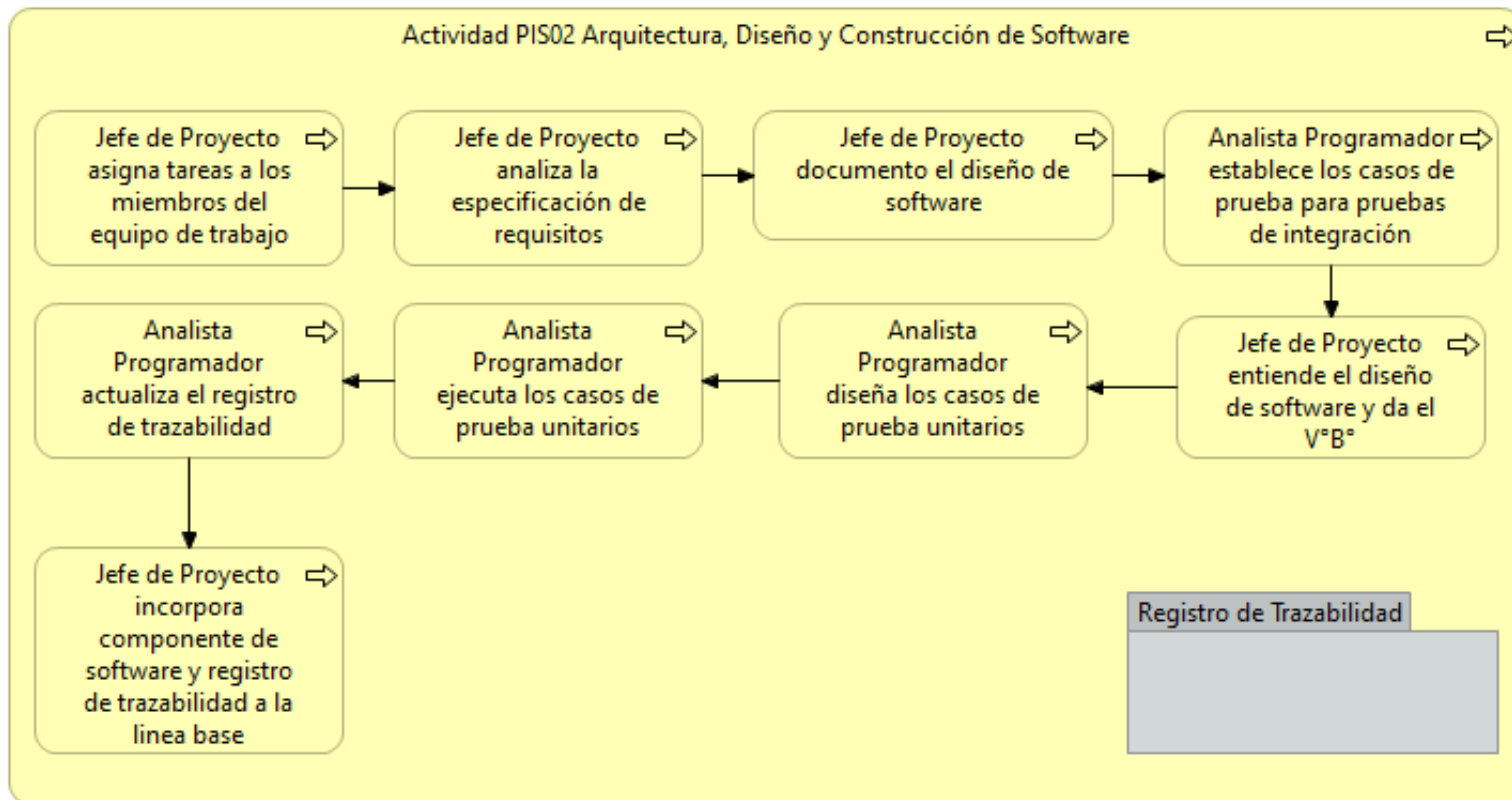 Actividad PIS02 Arquitectura, Diseño y Construcción de Software
Jefe de Proyecto
asigna tareas a los
miembros del
equipo de trabajo
Jefe de Proyecto
analiza la
especificación de
requisitos
Jefe de Proyecto
documento el diseño de
software
Analista Programador
establece los casos de
prueba para pruebas
de integración
Jefe de Proyecto
entiende el diseño
de software y da el
V°B°
Analista
Programador
diseña los casos de
prueba unitarios
Analista
Programador
ejecuta los casos de
prueba unitarios
Analista
Programador
actualiza el registro
de trazabilidad
Jefe de Proyecto
incorpora
componente de
software y registro
de trazabilidad a la
linea base
Registro de Trazabilidad